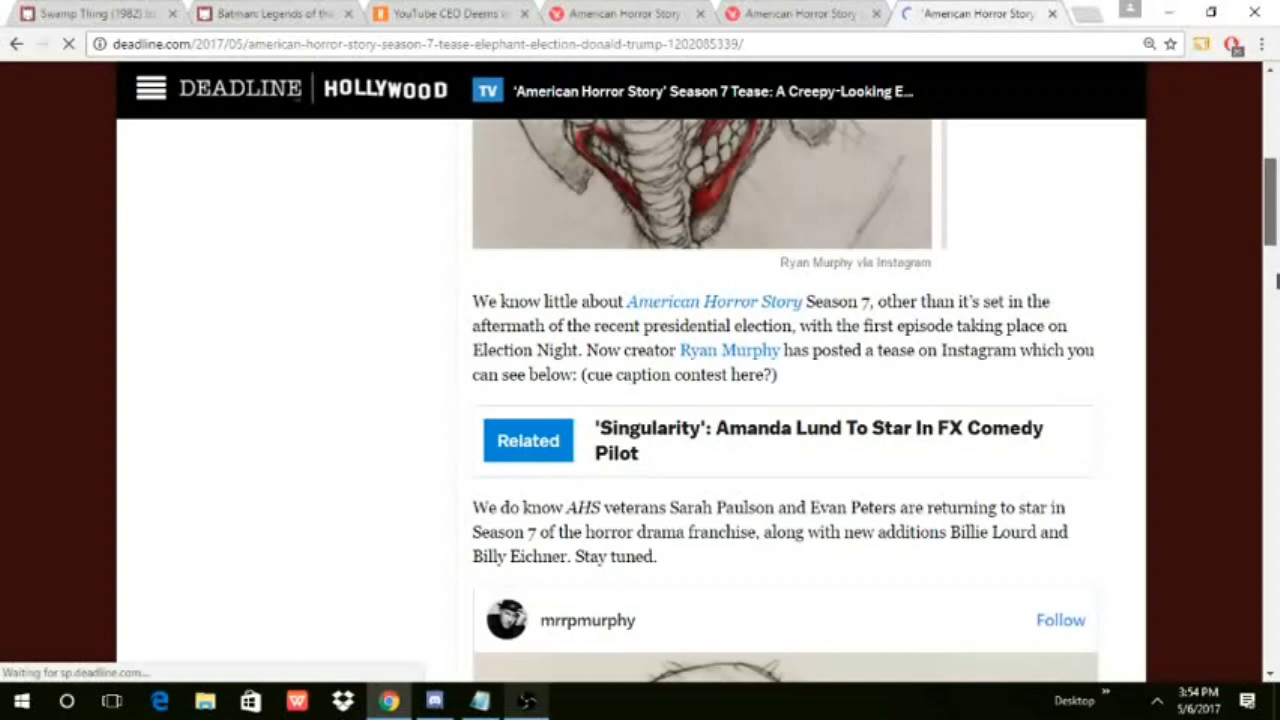 Swamp Thing (1982) to
Batman: Legends of the
YouTube CEO Deems
American Horror Story
American Horror Story
'American Horror Story
deadline.com/2017/05/american-horror-story-season-7-tease-elephant-election-donald-trump-1202085339/
DEADLINE | HOLLYWOOD
TV 'American Horror Story' Season 7 Tease: A Creepy-Looking E...
Ryan Murphy via Instagram
We know little about American Horror Story Season 7, other than it's set in the
aftermath of the recent presidential election, with the first episode taking place on
Election Night. Now creator Ryan Murphy has posted a tease on Instagram which you
can see below: (cue caption contest here?)
Related
'Singularity': Amanda Lund To Star In FX Comedy
Pilot
We do know AHS veterans Sarah Paulson and Evan Peters are returning to star in
Season 7 of the horror drama franchise, along with new additions Billie Lourd and
Billy Eichner. Stay tuned.
mrrpmurphy
Follow
Waiting for sp.deadline.com...
Desktop
3:54 PM
5/6/2017